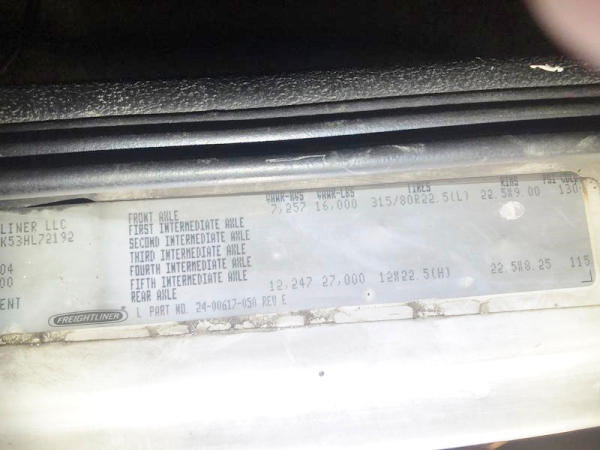 GAWR-KGS GAWR-LBS TIRES RIMS PSI COLD
LINER LLC FRONT AXLE 7,257 16,000 315/80R22.5(L) 22.5X9.00 130
K53HL72192 FIRST INTERMEDIATE AXLE
SECOND INTERMEDIATE AXLE
THIRD INTERMEDIATE AXLE
04 FOURTH INTERMEDIATE AXLE
00 FIFTH INTERMEDIATE AXLE
REAR AXLE 12,247 27,000 12R22.5(H) 22.5X8.25 115
ENT FREIGHTLINER L PART NO. 24-00617-050 REV E